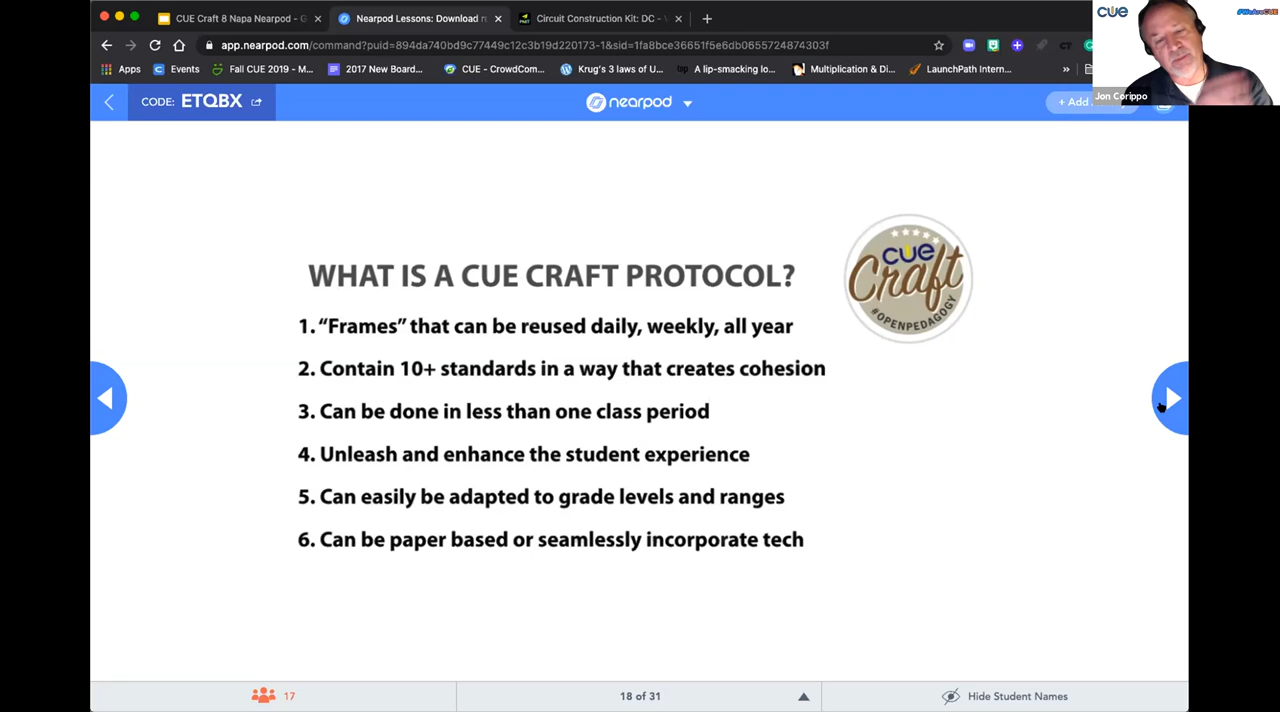 CUE Craft 8 Napa Nearpod - G
Nearpod Lessons: Download r
Circuit Construction Kit: DC -
app.nearpod.com/command?puid=894da740bd9c77449c12c3b19d220173-1&sid=1fa8bce36651f5e6db0655724874303f
Apps
Events
Fall CUE 2019 - M...
2017 New Board...
CUE - CrowdCom...
Krug's 3 laws of U...
A lip-smacking lo...
Multiplication & Di...
LaunchPath Intern...
»
CUE
#WeAreCUE
Jon Corippo
CODE: ETQBX
nearpod
+ Add
WHAT IS A CUE CRAFT PROTOCOL?
CUE
Craft
#OPENPEDAGOGY
1. “Frames” that can be reused daily, weekly, all year
2. Contain 10+ standards in a way that creates cohesion
3. Can be done in less than one class period
4. Unleash and enhance the student experience
5. Can easily be adapted to grade levels and ranges
6. Can be paper based or seamlessly incorporate tech
17
18 of 31
Hide Student Names